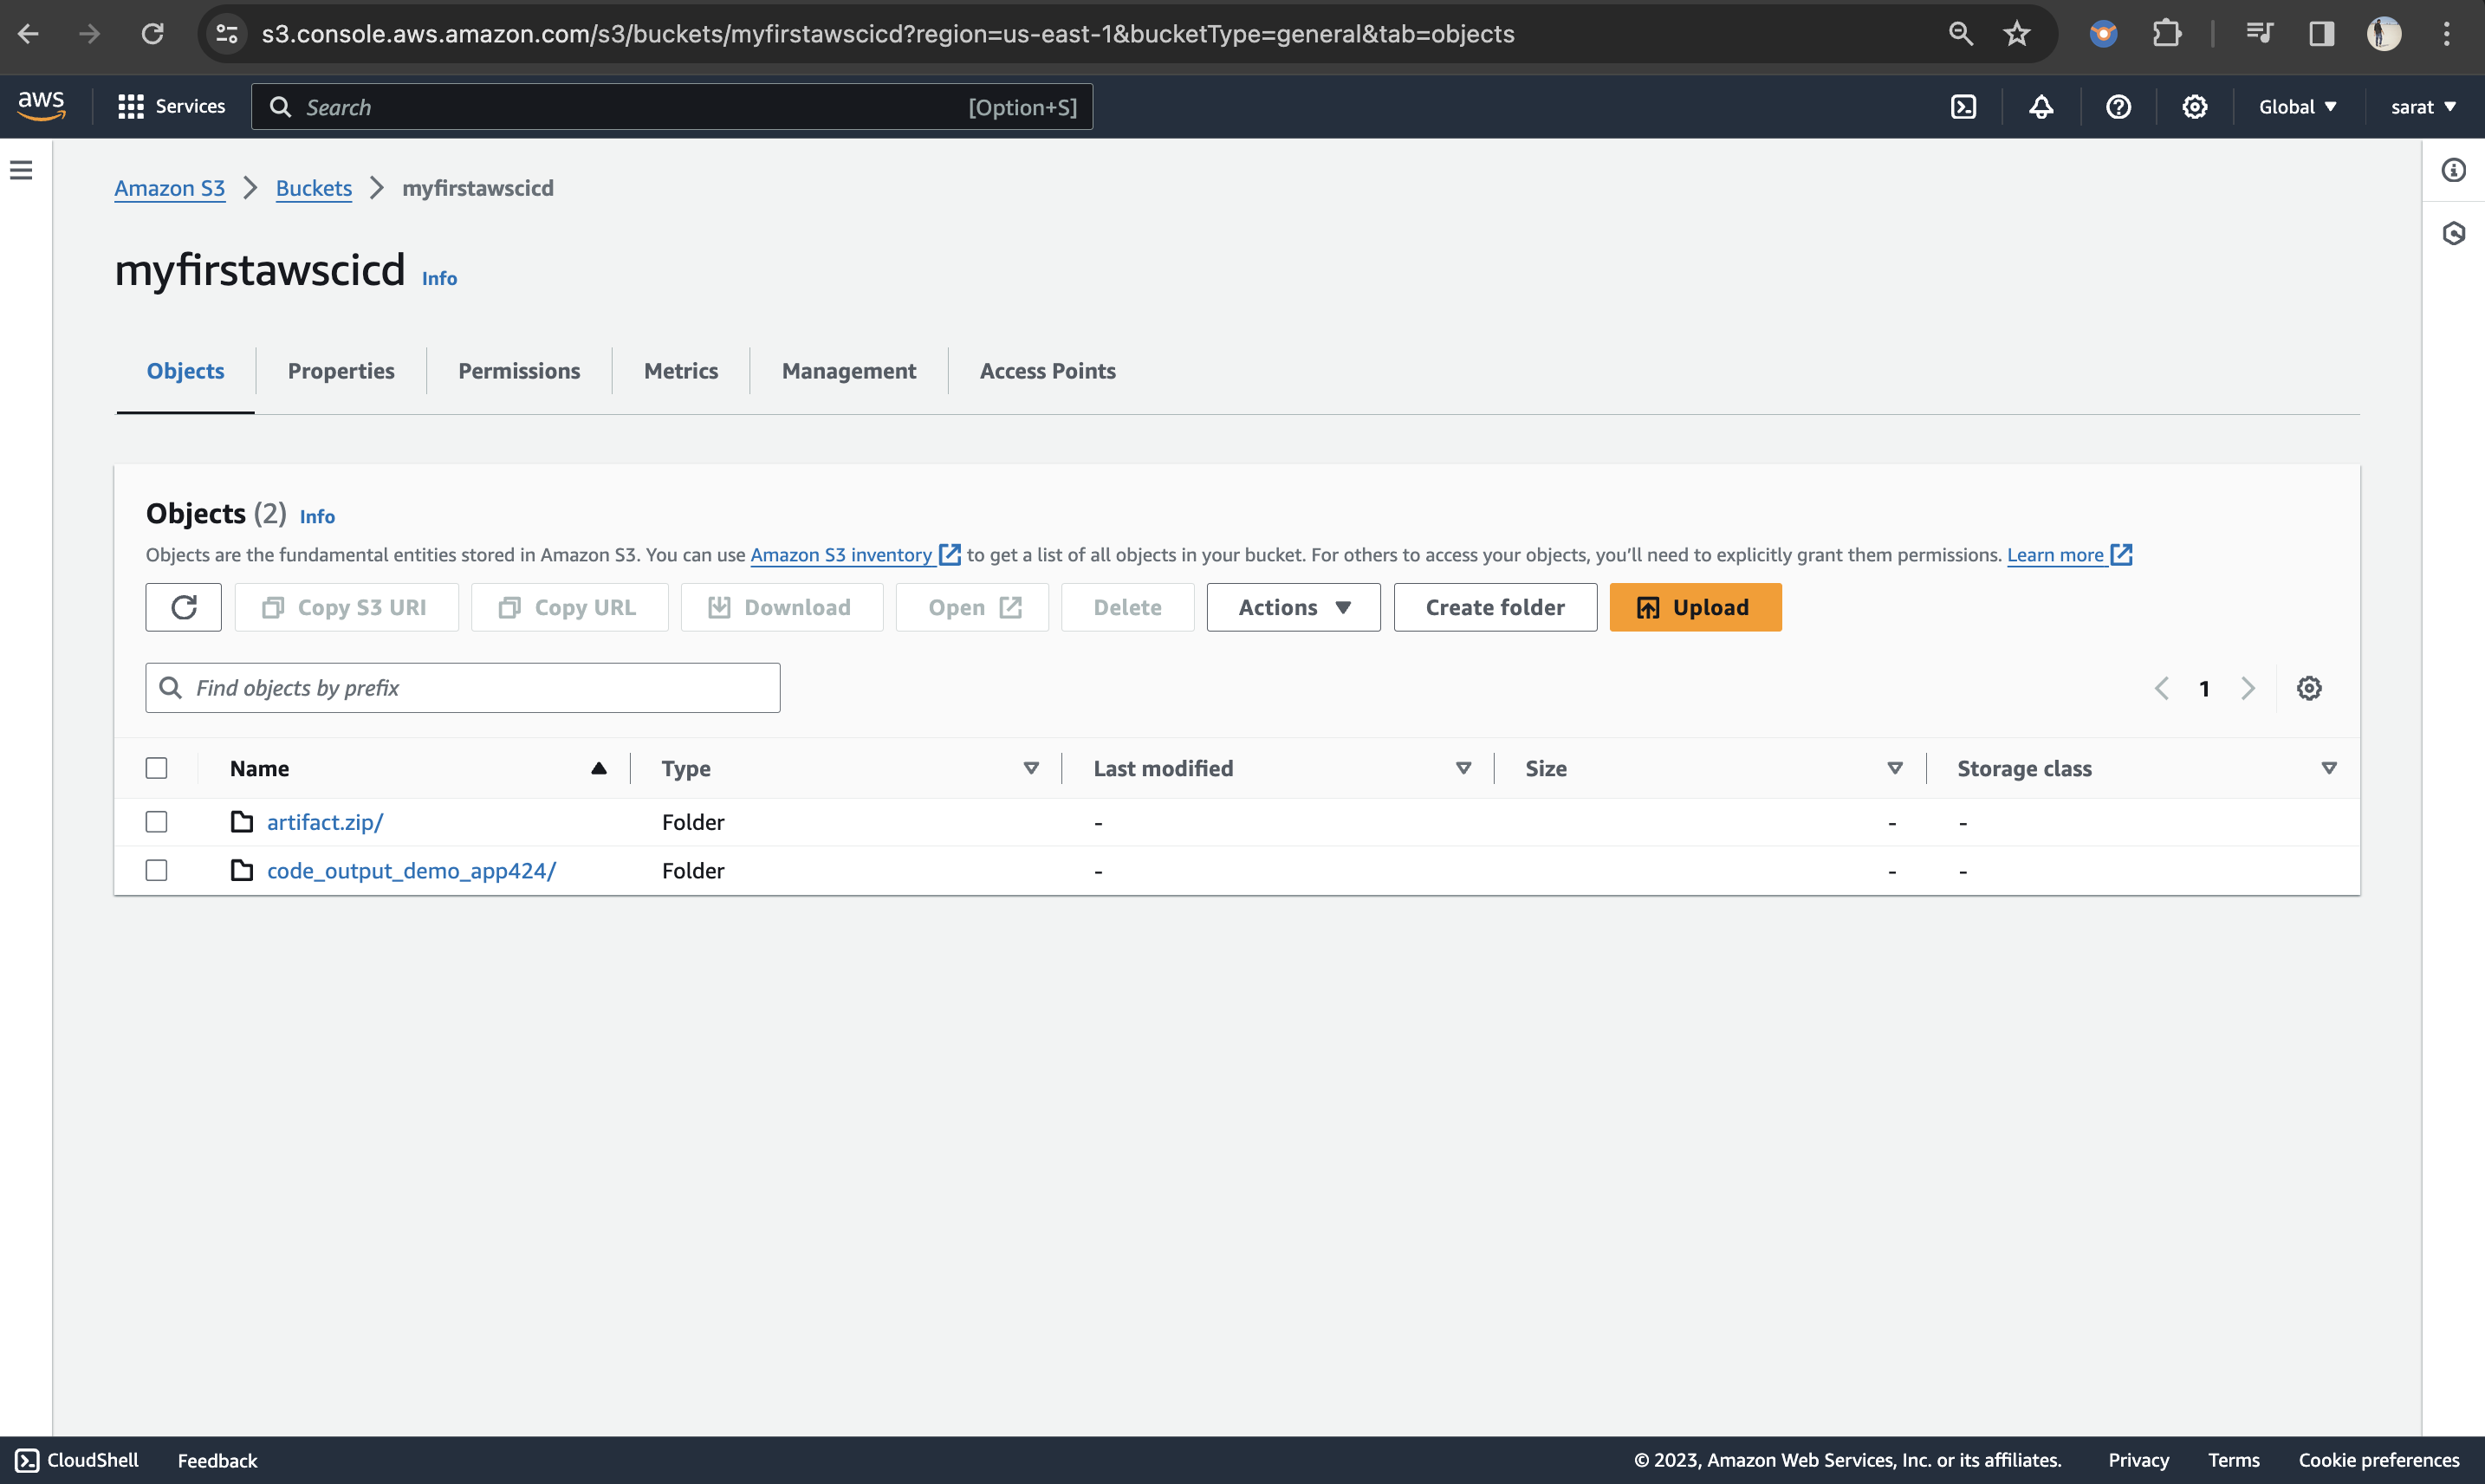 s3.console.aws.amazon.com/s3/buckets/myfirstawscicd?region=us-east-1&bucketType=general&tab=objects
aws Services Search [Option+S] Global sarat
Amazon S3 Buckets myfirstawscicd
myfirstawscicd Info
Objects Properties Permissions Metrics Management Access Points
Objects (2) Info
Objects are the fundamental entities stored in Amazon S3. You can use Amazon S3 inventory to get a list of all objects in your bucket. For others to access your objects, you’ll need to explicitly grant them permissions. Learn more
Copy S3 URI Copy URL Download Open Delete Actions Create folder Upload
Find objects by prefix 1
Name Type Last modified Size Storage class
artifact.zip/ Folder - - -
code_output_demo_app424/ Folder - - -
CloudShell Feedback © 2023, Amazon Web Services, Inc. or its affiliates. Privacy Terms Cookie preferences